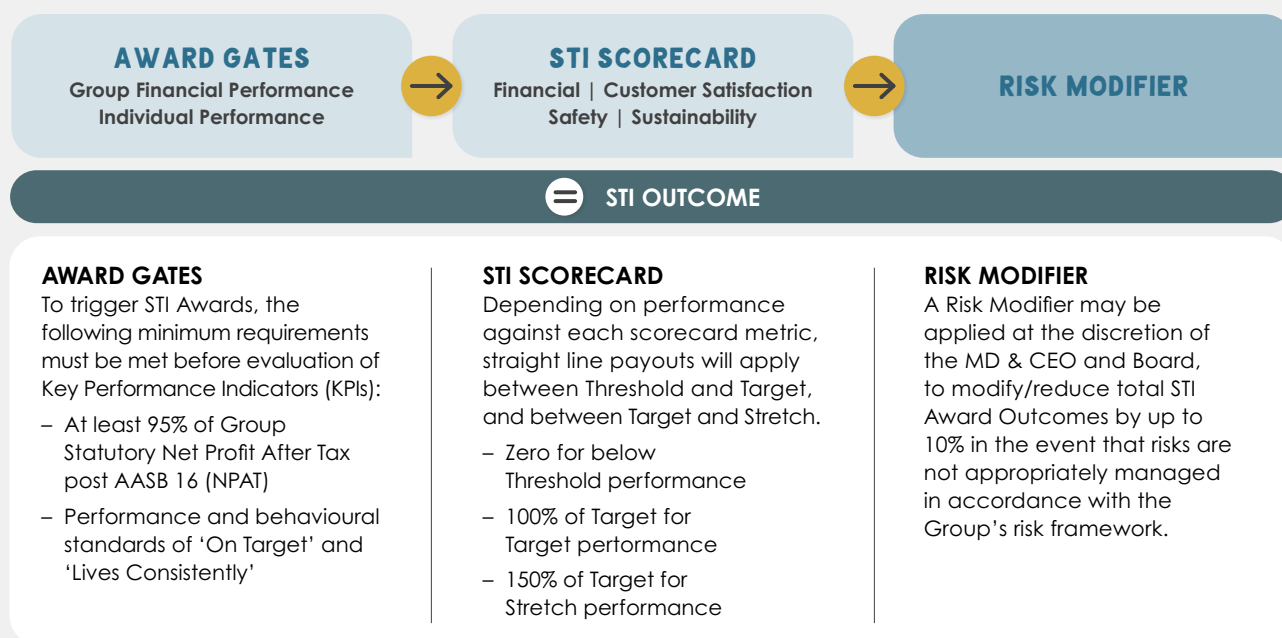 AWARD GATES
Group Financial Performance
Individual Performance
STI SCORECARD
Financial | Customer Satisfaction
Safety | Sustainability
RISK MODIFIER
= STI OUTCOME
AWARD GATES
To trigger STI Awards, the
following minimum requirements
must be met before evaluation of
Key Performance Indicators (KPIs):
– At least 95% of Group
Statutory Net Profit After Tax
post AASB 16 (NPAT)
– Performance and behavioural
standards of ‘On Target’ and
‘Lives Consistently’
STI SCORECARD
Depending on performance
against each scorecard metric,
straight line payouts will apply
between Threshold and Target,
and between Target and Stretch.
– Zero for below
Threshold performance
– 100% of Target for
Target performance
– 150% of Target for
Stretch performance
RISK MODIFIER
A Risk Modifier may be
applied at the discretion of
the MD & CEO and Board,
to modify/reduce total STI
Award Outcomes by up to
10% in the event that risks are
not appropriately managed
in accordance with the
Group’s risk framework.